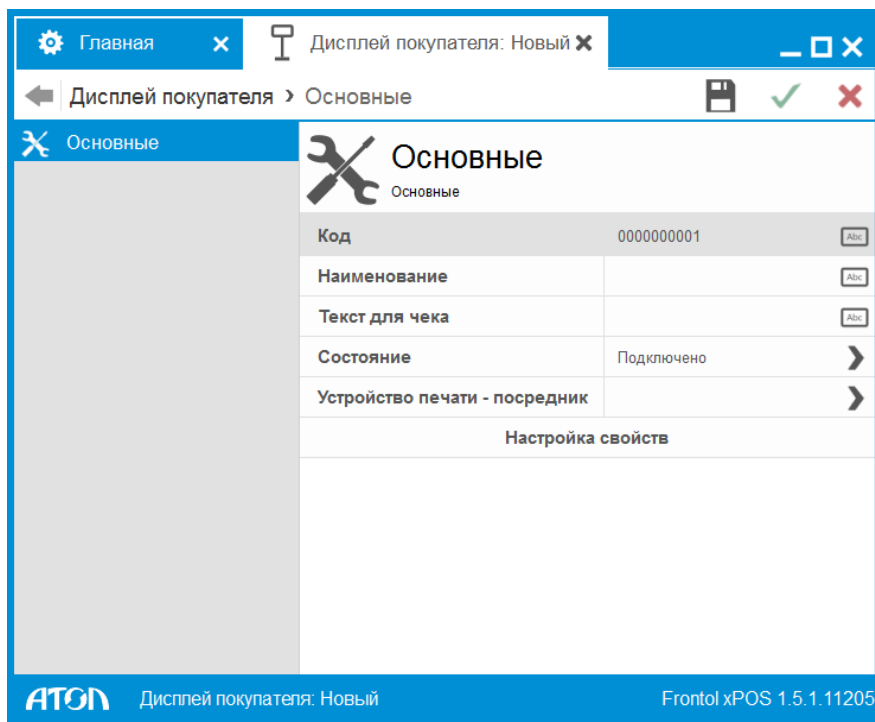 Главная
Дисплей покупателя: Новый
Дисплей покупателя › Основные
Основные
Основные
Основные
Код 0000000001 Abc
Наименование Abc
Текст для чека Abc
Состояние Подключено
Устройство печати - посредник
Настройка свойств
АТОЛ Дисплей покупателя: Новый Frontol xPOS 1.5.1.11205